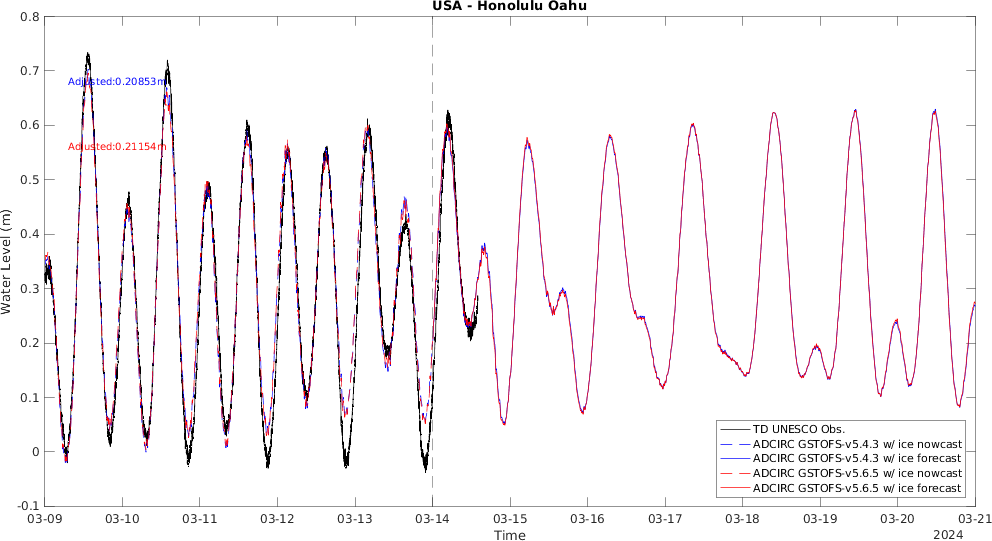 USA - Honolulu Oahu
0.8
0.7
0.6
0.5
0.4
0.3
0.2
0.1
0
-0.1
Water Level (m)
Adjusted:0.20853m
Adjusted:0.21154m
TD UNESCO Obs.
ADCIRC GSTOFS-v5.4.3 w/ ice nowcast
ADCIRC GSTOFS-v5.4.3 w/ ice forecast
ADCIRC GSTOFS-v5.6.5 w/ ice nowcast
ADCIRC GSTOFS-v5.6.5 w/ ice forecast
03-09 03-10 03-11 03-12 03-13 03-14 03-15 03-16 03-17 03-18 03-19 03-20 03-21
Time
2024